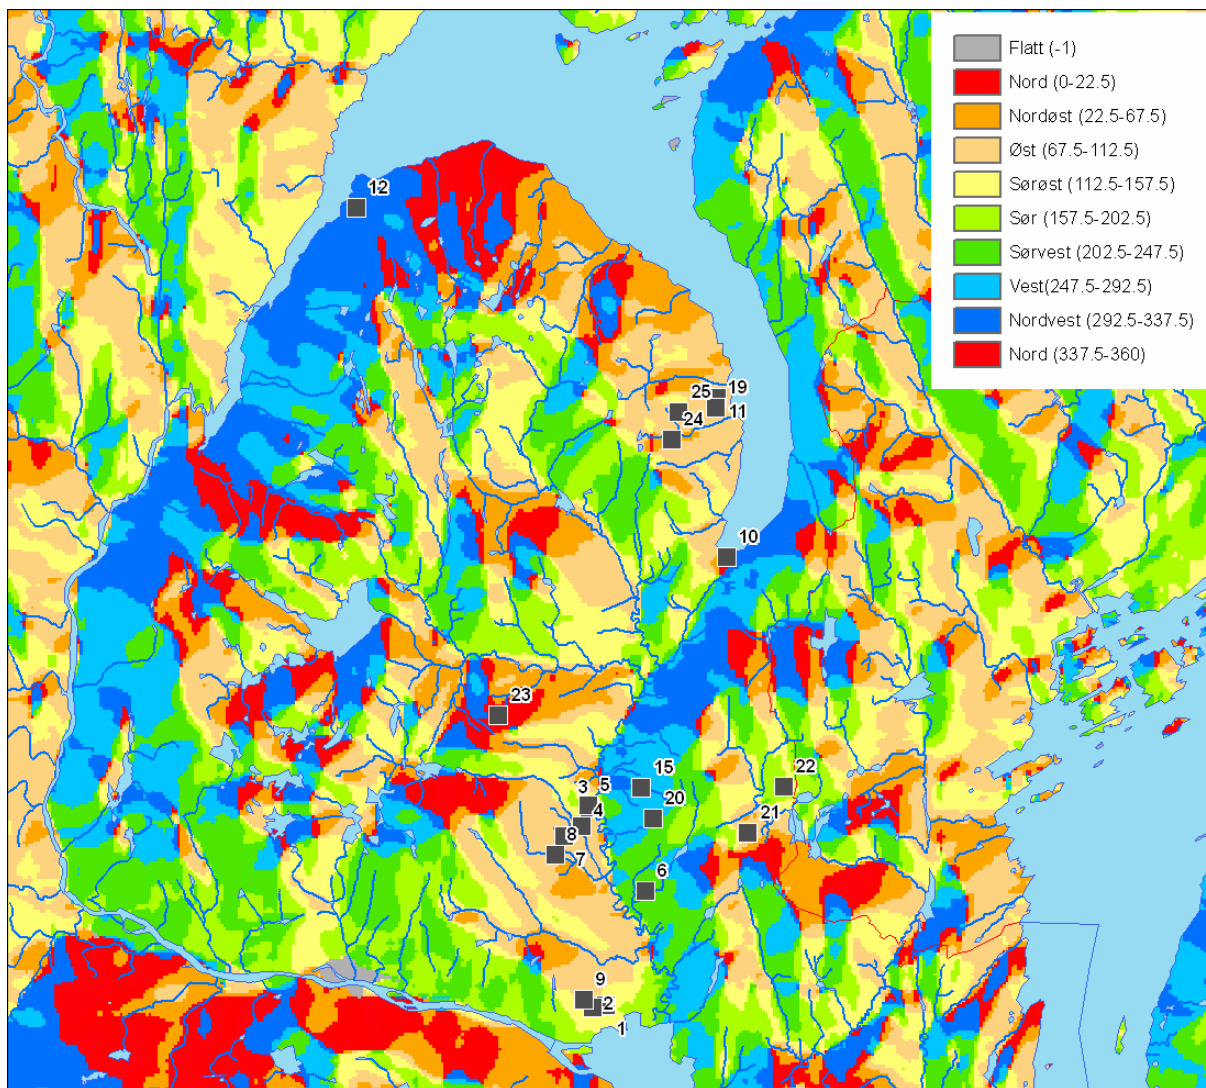 Flatt (-1)
Nord (0-22.5)
Nordøst (22.5-67.5)
Øst (67.5-112.5)
Sørøst (112.5-157.5)
Sør (157.5-202.5)
Sørvest (202.5-247.5)
Vest(247.5-292.5)
Nordvest (292.5-337.5)
Nord (337.5-360)
12
25 19
24 11
10
23
15 22
3 5
4 20 21
8
7 6
9
2
1